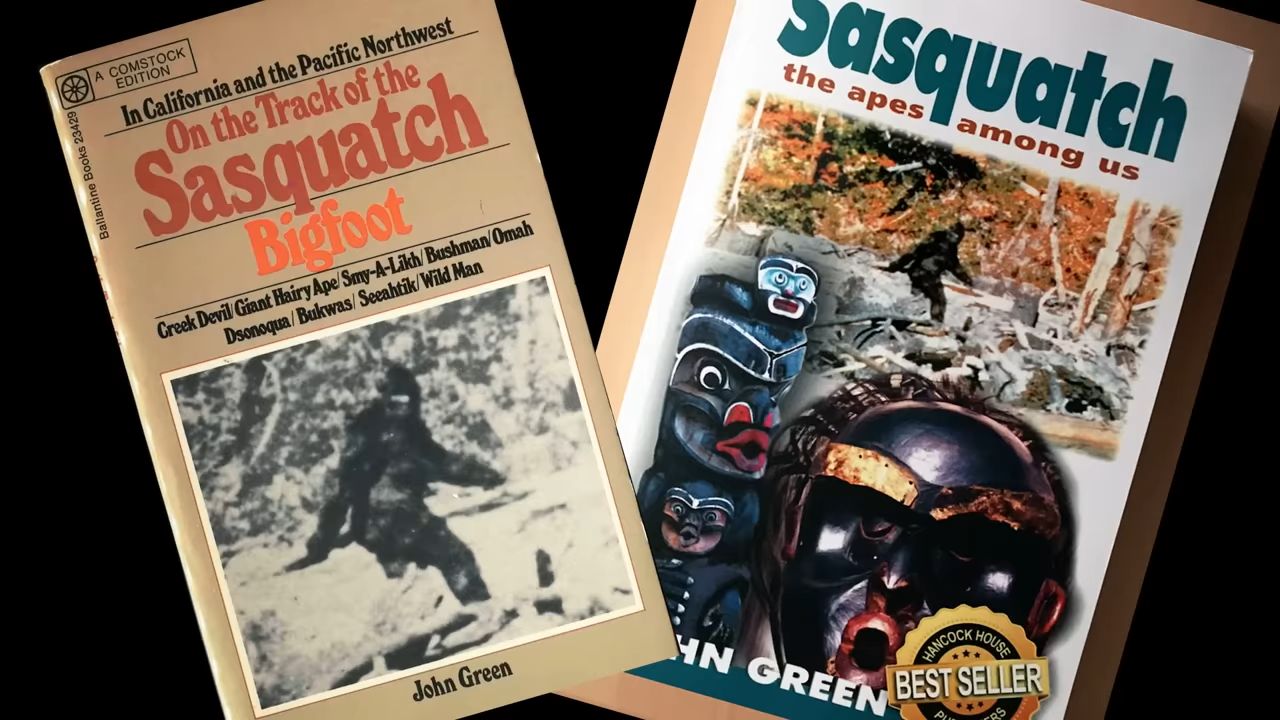 A COMSTOCK
EDITION
Ballantine Books 23429
In California and the Pacific Northwest
On the Track of the
Sasquatch
Bigfoot
Creek Devil/Giant Hairy Ape/Smy-A-Likh/Bushman/Omah
Dsonoqua/Bukwas/Seeahtik/Wild Man
John Green
Sasquatch
the apes among us
HN GREEN
HANCOCK HOUSE
BEST SELLER